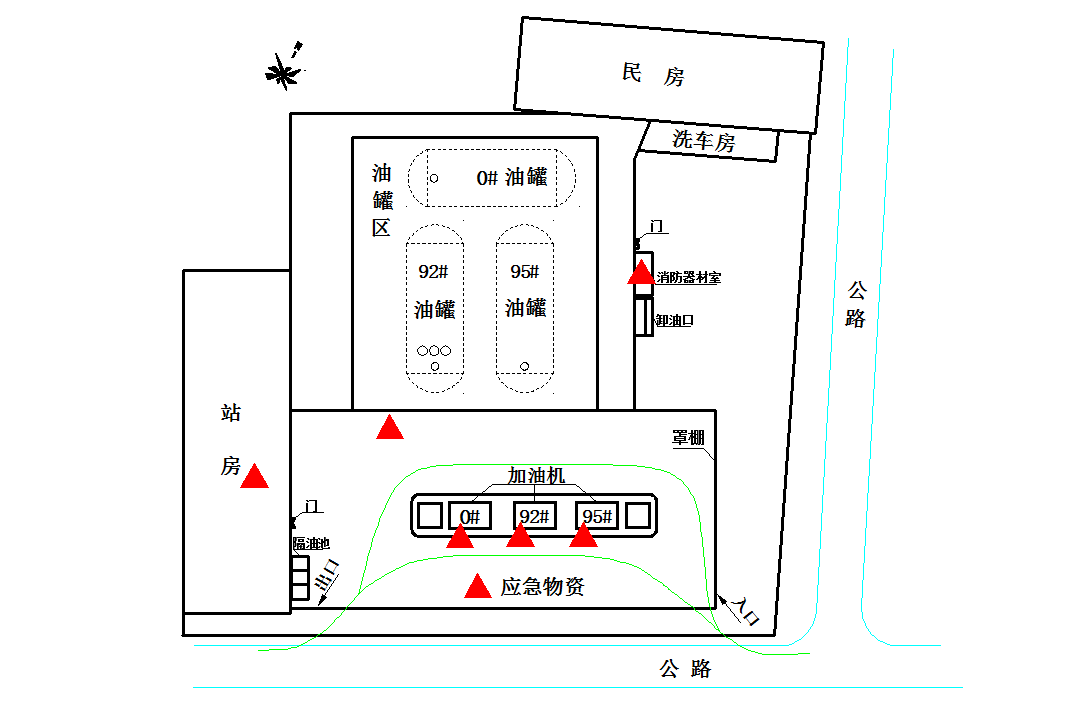 民 房
洗车房
油罐区
0# 油罐
92#
油罐
95#
油罐
门
消防器材室
卸油口
公路
站房
罩棚
加油机
0#
92#
95#
门
隔油池
出口
应急物资
入口
公 路